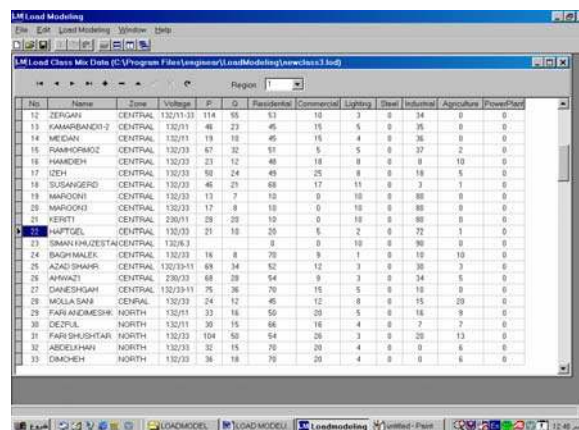 Load Modeling
File Edit Load Modeling Window Help
Load Class Mix Data (C:\Program Files\enginear\LoadModeling\newclass3.lod)
Region 1
No. Name Zone Voltage P Q Residential Commercial Lighting Steel Industrial Agriculture PowerPlant
12 ZERGAN CENTRAL 132/11-33 114 55 53 10 3 0 34 0 0
13 KAMARBANDI1-2 CENTRAL 132/11 46 23 45 15 5 0 35 0 0
14 MEIDAN CENTRAL 132/11 19 10 45 15 4 0 36 0 0
15 RAMHORMOZ CENTRAL 132/33 67 32 51 5 5 0 37 2 0
16 HAMIDIEH CENTRAL 132/33 23 12 48 18 8 0 8 10 0
17 IZEH CENTRAL 132/33 50 24 49 25 8 0 18 5 0
18 SUSANGERD CENTRAL 132/33 46 21 68 17 11 0 3 1 0
19 MAROON1 CENTRAL 132/33 13 7 10 0 10 0 80 0 0
20 MAROON3 CENTRAL 132/33 17 8 10 0 10 0 80 0 0
21 KERIT1 CENTRAL 230/11 28 20 10 0 10 0 80 0 0
22 HAFTGEL CENTRAL 132/33 21 10 20 5 2 0 72 1 0
23 SIMAN KHUZESTAN CENTRAL 132/6.3 0 0 10 0 90 0 0
24 BAGH MALEK CENTRAL 132/33 16 8 70 9 1 0 10 10 0
25 AZAD SHAHR CENTRAL 132/33-11 69 34 52 12 3 0 30 3 0
26 AHWAZ1 CENTRAL 230/33 68 28 54 9 3 0 34 5 0
27 DANESHGAH CENTRAL 132/33-11 75 36 70 15 5 0 10 0 0
28 MOLLA SANI CENRAL 132/33 24 12 45 12 8 0 15 20 0
29 FARI ANDIMESHK NORTH 132/11 33 16 50 20 5 0 16 9 0
30 DEZFUL NORTH 132/11 30 15 66 16 4 0 7 7 0
31 FARI SHUSHTAR NORTH 132/33 104 50 54 26 3 0 20 13 0
32 ABDELKHAN NORTH 132/33 32 15 70 20 4 0 0 6 0
33 DIMCHEH NORTH 132/33 36 18 70 20 4 0 0 6 0
LOADMODEL LOAD MODELI Loadmodeling untitled - Paint 12:48